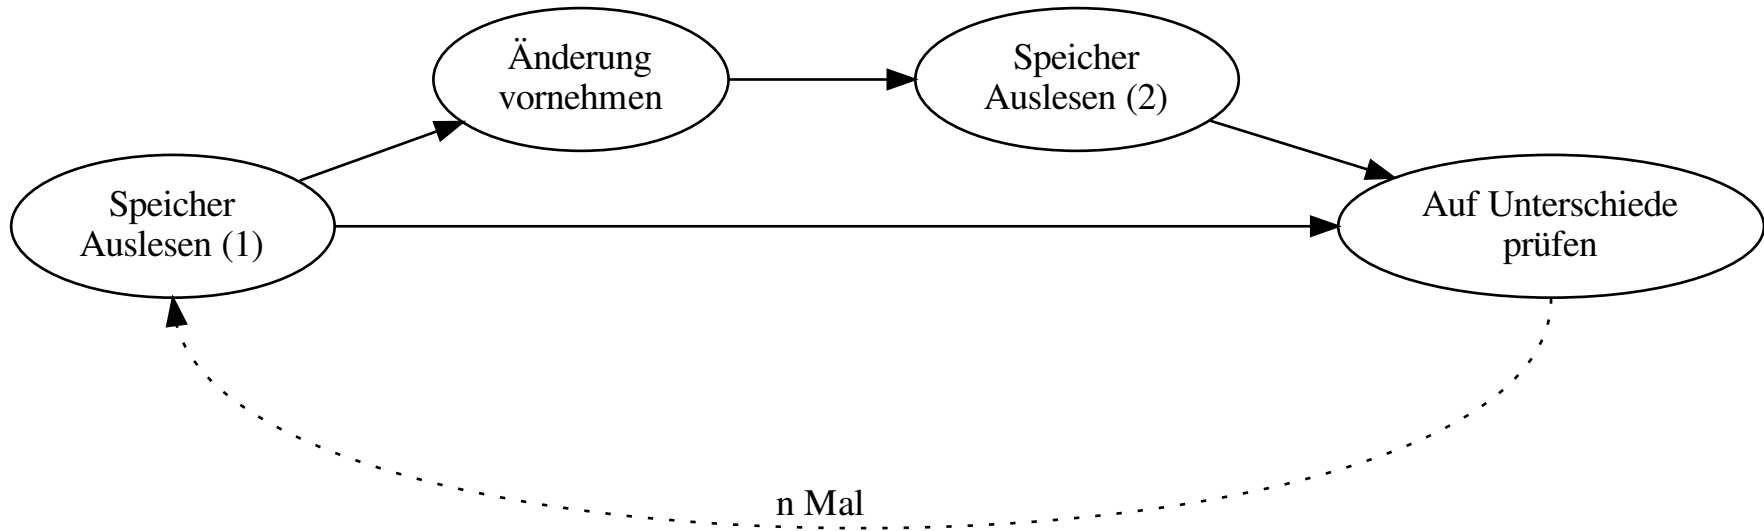 Änderung
vornehmen
Speicher
Auslesen (2)
Speicher
Auslesen (1)
Auf Unterschiede
prüfen
n Mal